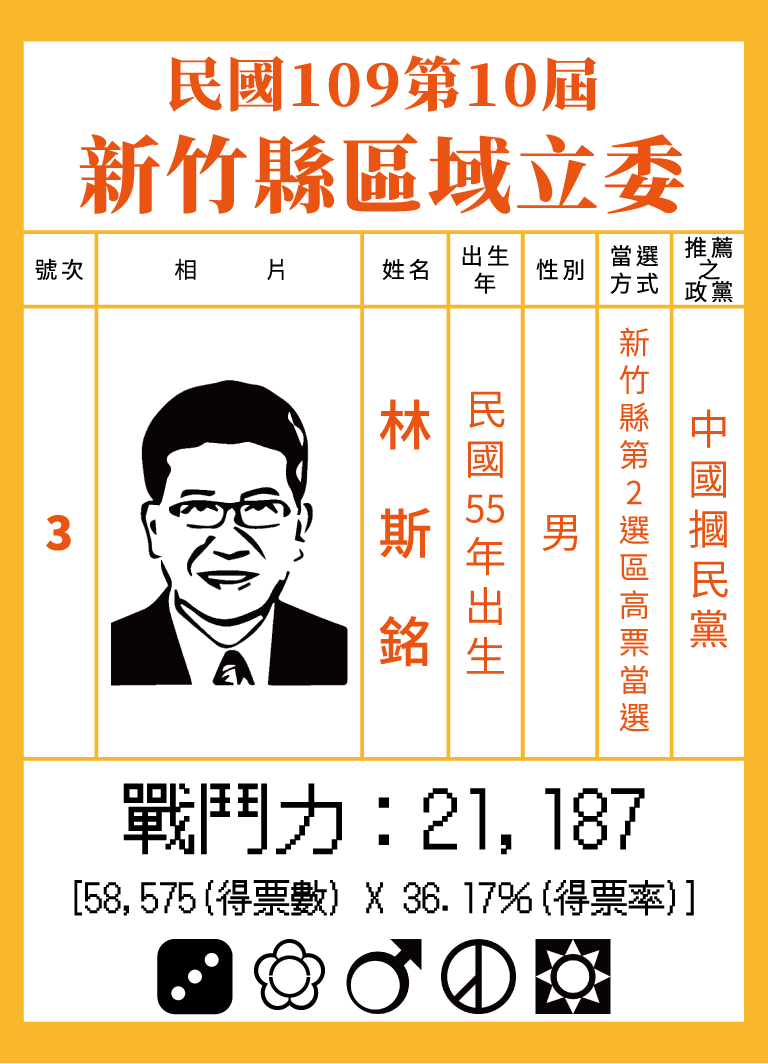 民國109第10屆
新竹縣區域立委
號次
相片
姓名
出生年
性別
當選方式
推薦之政黨
3
林斯銘
民國55年出生
男
新竹縣第2選區高票當選
中國摑民黨
戰鬥力：21,187
[58,575(得票數) X 36.17%(得票率)]